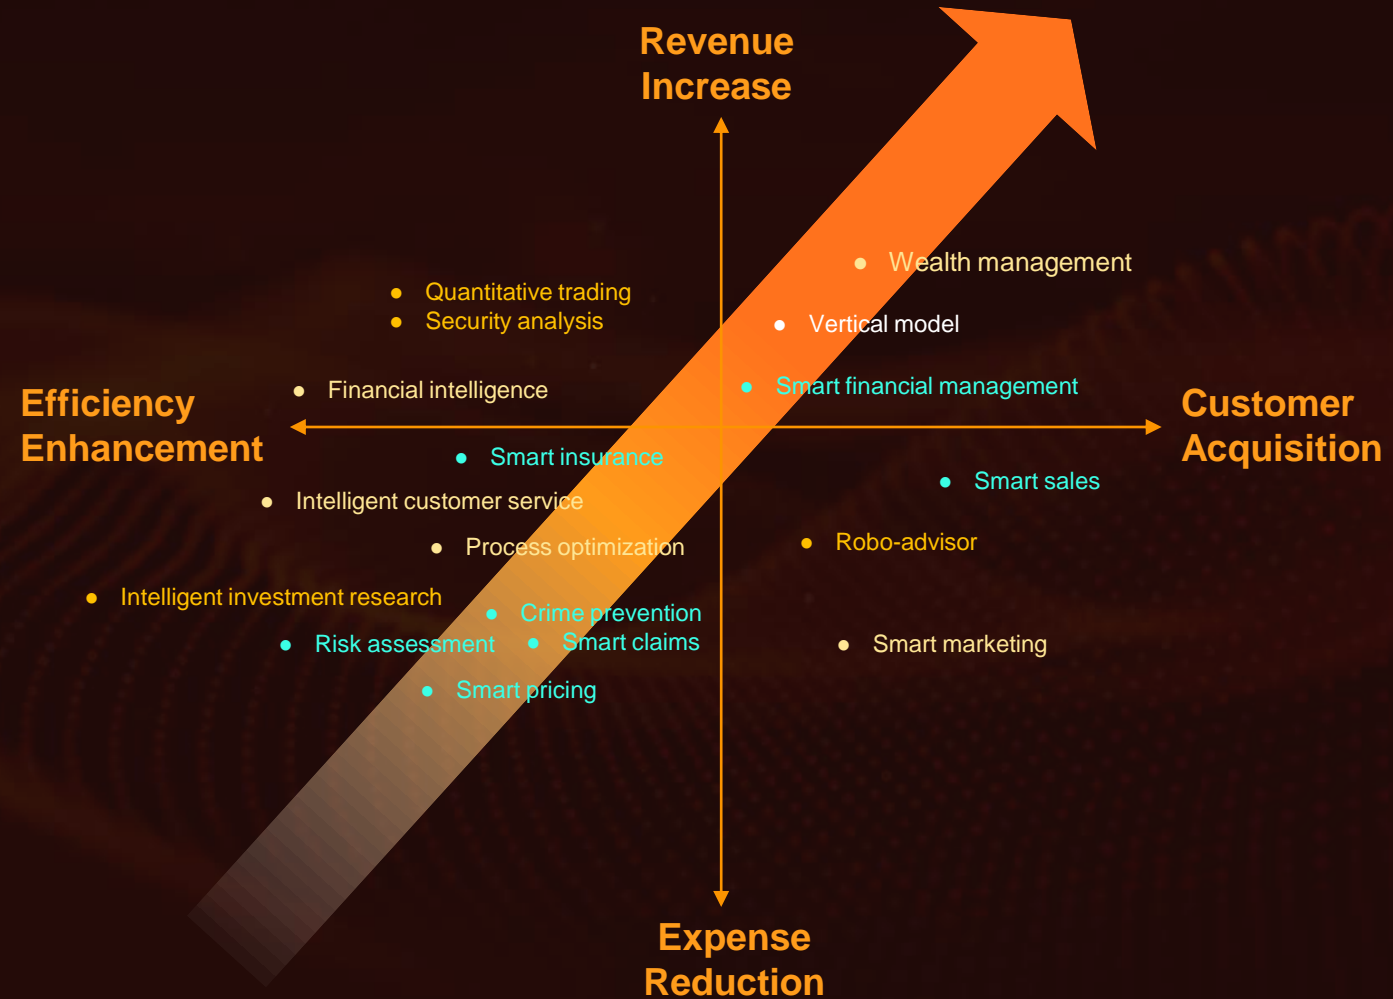 Revenue
Increase
Wealth management
Quantitative trading
Security analysis
Vertical model
Financial intelligence
Smart financial management
Efficiency
Enhancement
Customer
Acquisition
Smart insurance
Smart sales
Intelligent customer service
Process optimization
Robo-advisor
Intelligent investment research
Crime prevention
Risk assessment
Smart claims
Smart marketing
Smart pricing
Expense
Reduction